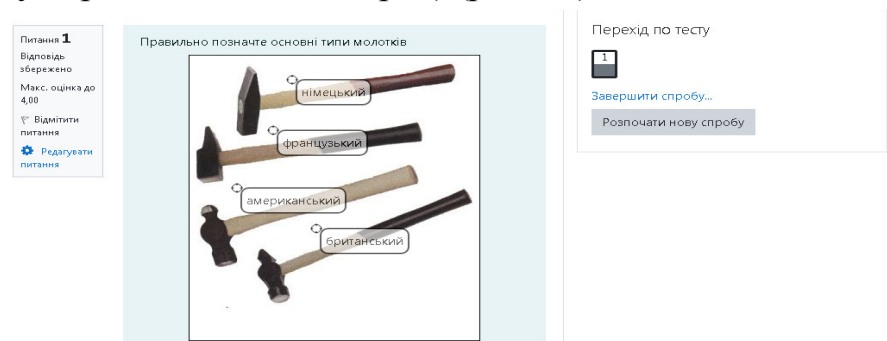 Питання 1
Відповідь
збережено
Макс. оцінка до
4,00
Відмітити
питання
Редагувати
питання
Правильно позначте основні типи молотків
німецький
французький
американський
британський
Перехід по тесту
1
Завершити спробу...
Розпочати нову спробу